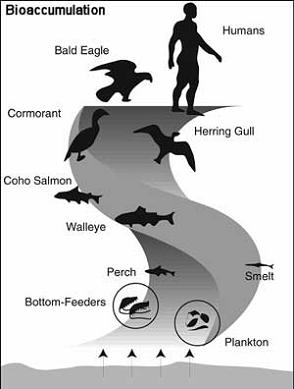 Bioaccumulation
Humans
Bald Eagle
Cormorant
Herring Gull
Coho Salmon
Walleye
Perch
Smelt
Bottom-Feeders
Plankton